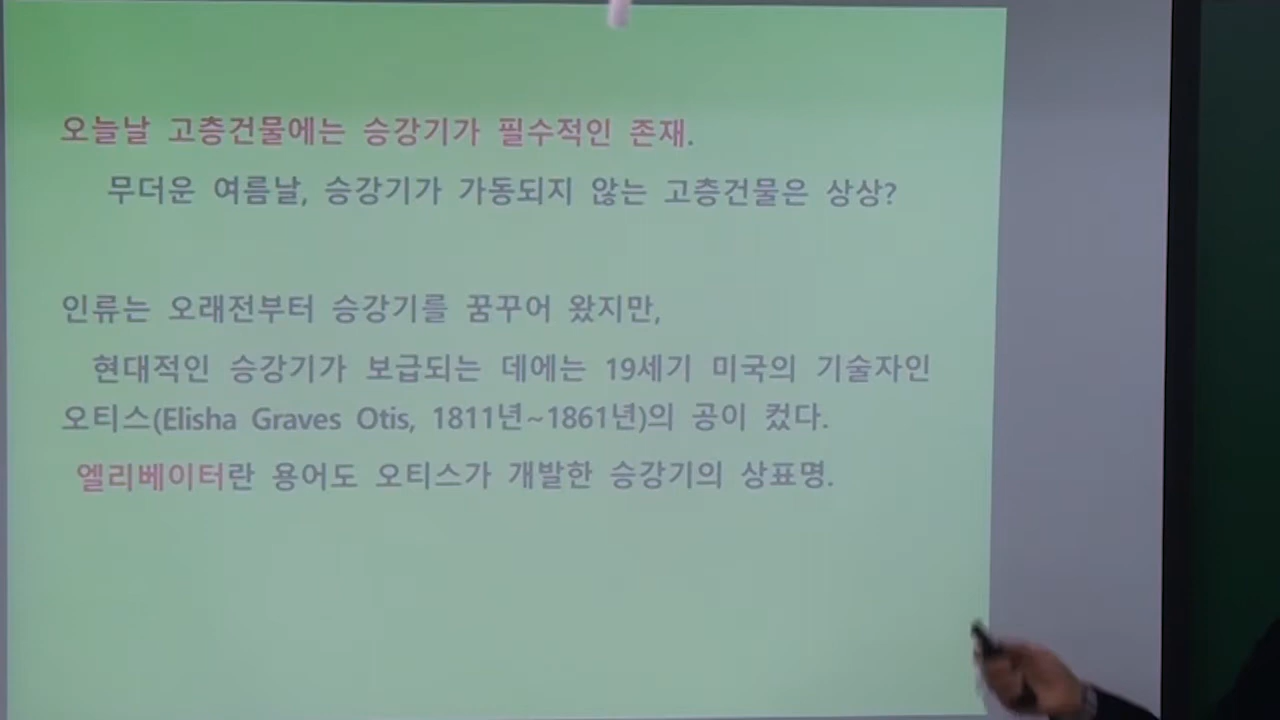 오늘날 고층건물에는 승강기가 필수적인 존재.
무더운 여름날, 승강기가 가동되지 않는 고층건물은 상상?
인류는 오래전부터 승강기를 꿈꾸어 왔지만,
현대적인 승강기가 보급되는 데에는 19세기 미국의 기술자인
오티스(Elisha Graves Otis, 1811년~1861년)의 공이 컸다.
엘리베이터란 용어도 오티스가 개발한 승강기의 상표명.